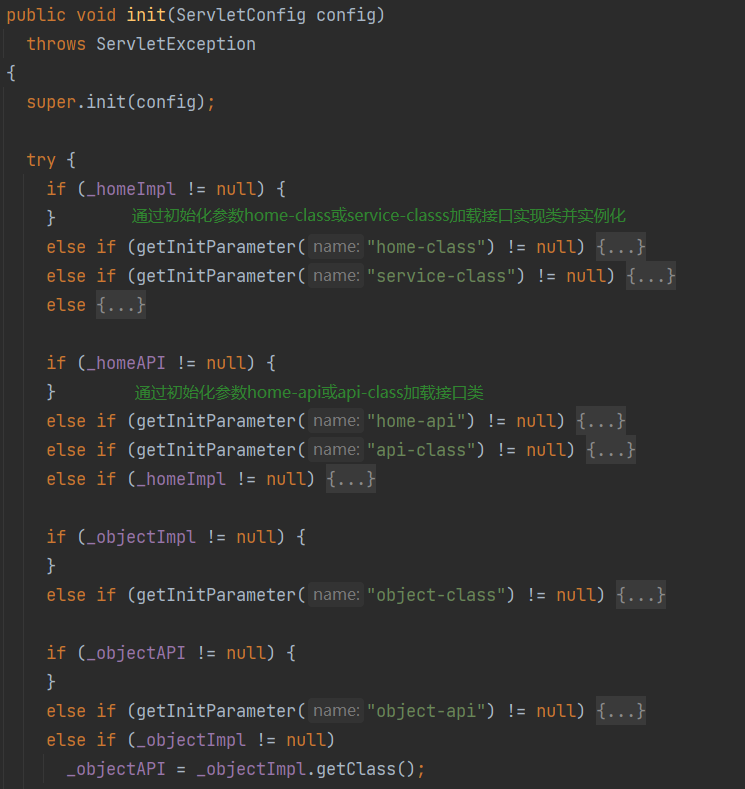 public void init(ServletConfig config)
throws ServletException
{
super.init(config);
try {
if (_homeImpl != null) {
} 通过初始化参数home-class或service-classs加载接口实现类并实例化
else if (getInitParameter( name: "home-class") != null) {...}
else if (getInitParameter( name: "service-class") != null) {...}
else {...}
if (_homeAPI != null) {
} 通过初始化参数home-api或api-class加载接口类
else if (getInitParameter( name: "home-api") != null) {...}
else if (getInitParameter( name: "api-class") != null) {...}
else if (_homeImpl != null) {...}
if (_objectImpl != null) {
}
else if (getInitParameter( name: "object-class") != null) {...}
if (_objectAPI != null) {
}
else if (getInitParameter( name: "object-api") != null) {...}
else if (_objectImpl != null)
_objectAPI = _objectImpl.getClass();